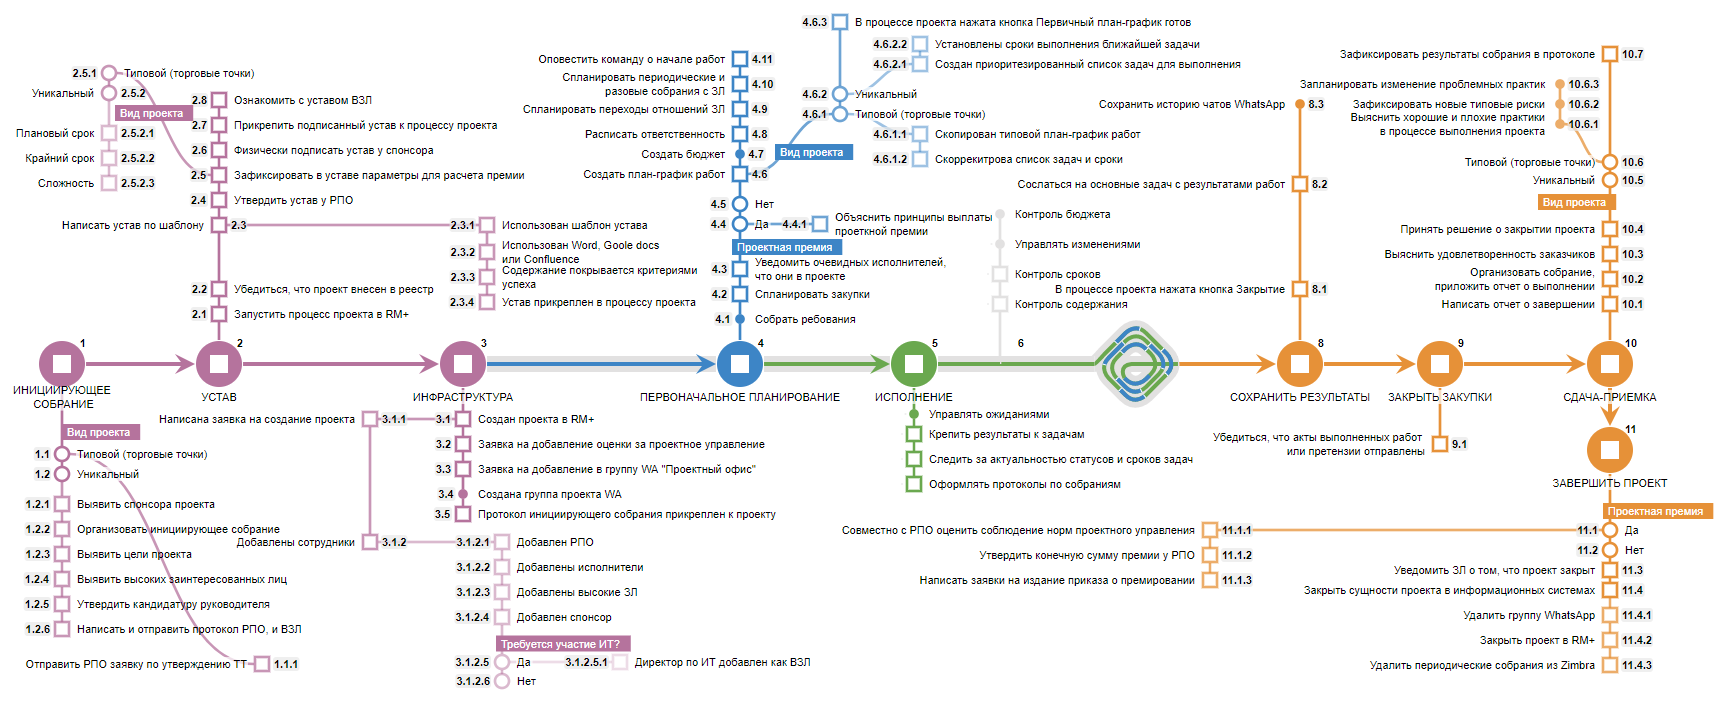 1
ИНИЦИИРУЮЩЕЕ
СОБРАНИЕ
Вид проекта
1.1 Типовой (торговые точки)
1.2 Уникальный
1.2.1 Выявить спонсора проекта
1.2.2 Организовать инициирующее собрание
1.2.3 Выявить цели проекта
1.2.4 Выявить высоких заинтересованных лиц
1.2.5 Утвердить кандидатуру руководителя
1.2.6 Написать и отправить протокол РПО, и ВЗЛ
Отправить РПО заявку по утверждению ТТ 1.1.1
2
УСТАВ
2.5.1 Типовой (торговые точки)
Уникальный 2.5.2
Вид проекта
Плановый срок 2.5.2.1
Крайний срок 2.5.2.2
Сложность 2.5.2.3
2.8 Ознакомить с уставом ВЗЛ
2.7 Прикрепить подписанный устав к процессу проекта
2.6 Физически подписать устав у спонсора
2.5 Зафиксировать в уставе параметры для расчета премии
2.4 Утвердить устав у РПО
Написать устав по шаблону 2.3
2.3.1 Использован шаблон устава
2.3.2 Использован Word, Goole docs
или Confluence
2.3.3 Содержание покрывается критериями
успеха
2.3.4 Устав прикреплен в процессу проекта
2.2 Убедиться, что проект внесен в реестр
2.1 Запустить процесс проекта в RM+
3
ИНФРАСТРУКТУРА
Написана заявка на создание проекта 3.1.1
3.1 Создан проекта в RM+
3.2 Заявка на добавление оценки за проектное управление
3.3 Заявка на добавление в группу WA "Проектный офис"
3.4 Создана группа проекта WA
3.5 Протокол инициирующего собрания прикреплен к проекту
Добавлены сотрудники 3.1.2
3.1.2.1 Добавлен РПО
3.1.2.2 Добавлены исполнители
3.1.2.3 Добавлены высокие ЗЛ
3.1.2.4 Добавлен спонсор
Требуется участие ИТ?
3.1.2.5 Да 3.1.2.5.1 Директор по ИТ добавлен как ВЗЛ
3.1.2.6 Нет
4
ПЕРВОНАЧАЛЬНОЕ ПЛАНИРОВАНИЕ
Оповестить команду о начале работ 4.11
Спланировать периодические и
разовые собрания с ЗЛ 4.10
Спланировать переходы отношений ЗЛ 4.9
Расписать ответственность 4.8
Создать бюджет 4.7
Создать план-график работ 4.6
Вид проекта
4.6.3 В процессе проекта нажата кнопка Первичный план-график готов
4.6.2.2 Установлены сроки выполнения ближайшей задачи
4.6.2.1 Создан приоритезированный список задач для выполнения
4.6.2 Уникальный
4.6.1 Типовой (торговые точки)
4.6.1.1 Скопирован типовой план-график работ
4.6.1.2 Скорректирова список задач и сроки
4.5 Нет
4.4 Да 4.4.1 Объяснить принципы выплаты
проеткной премии
Проектная премия
4.3 Уведомить очевидных исполнителей,
что они в проекте
4.2 Спланировать закупки
4.1 Собрать ребования
5
ИСПОЛНЕНИЕ
Управлять ожиданиями
Крепить результаты к задачам
Следить за актуальностью статусов и сроков задач
Оформлять протоколы по собраниям
6
Контроль бюджета
Управлять изменениями
Контроль сроков
Контроль содержания
8
СОХРАНИТЬ РЕЗУЛЬТАТЫ
Сохранить историю чатов WhatsApp 8.3
Сослаться на основные задач с результами работ 8.2
В процессе проекта нажата кнопка Закрытие 8.1
9
ЗАКРЫТЬ ЗАКУПКИ
Убедиться, что акты выполненных работ
или претензии отправлены 9.1
10
СДАЧА-ПРИЕМКА
Зафиксировать результаты собрания в протоколе 10.7
Запланировать изменение проблемных практик 10.6.3
Зафиксировать новые типовые риски 10.6.2
Выяснить хорошие и плохие практики
в процессе выполнения проекта 10.6.1
Типовой (торговые точки) 10.6
Уникальный 10.5
Вид проекта
Принять решение о закрытии проекта 10.4
Выяснить удовлетворенность заказчиков 10.3
Организовать собрание,
приложить отчет о выполнении 10.2
Написать отчет о завершении 10.1
11
ЗАВЕРШИТЬ ПРОЕКТ
Проектная премия
11.1 Да
11.2 Нет
Совместно с РПО оценить соблюдение норм проектного управления 11.1.1
Утвердить конечную сумму премии у РПО 11.1.2
Написать заявки на издание приказа о премировании 11.1.3
Уведомить ЗЛ о том, что проект закрыт 11.3
Закрыть сущности проекта в информационных системах 11.4
Удалить группу WhatsApp 11.4.1
Закрыть проект в RM+ 11.4.2
Удалить периодические собрания из Zimbra 11.4.3